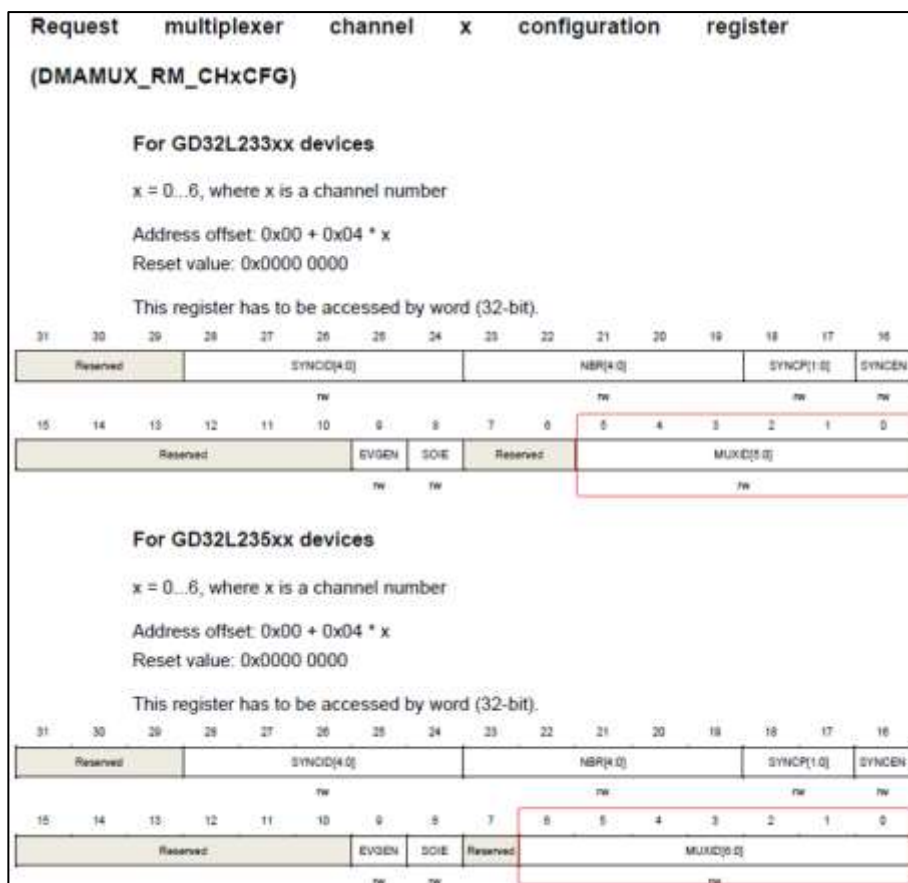 Request multiplexer channel x configuration register
(DMAMUX_RM_CHxCFG)
For GD32L233xx devices
x = 0...6, where x is a channel number
Address offset: 0x00 + 0x04 * x
Reset value: 0x0000 0000
This register has to be accessed by word (32-bit).
31 30 29 28 27 26 25 24 23 22 21 20 19 18 17 16
Reserved SYNCID[4:0] NBR[4:0] SYNCP[1:0] SYNCEN
rw rw rw rw
15 14 13 12 11 10 9 8 7 6 5 4 3 2 1 0
Reserved EVGEN SOIE Reserved MUXID[5:0]
rw rw rw
For GD32L235xx devices
x = 0...6, where x is a channel number
Address offset: 0x00 + 0x04 * x
Reset value: 0x0000 0000
This register has to be accessed by word (32-bit).
31 30 29 28 27 26 25 24 23 22 21 20 19 18 17 16
Reserved SYNCID[4:0] NBR[4:0] SYNCP[1:0] SYNCEN
rw rw rw rw
15 14 13 12 11 10 9 8 7 6 5 4 3 2 1 0
Reserved EVGEN SOIE Reserved MUXID[6:0]
rw rw rw